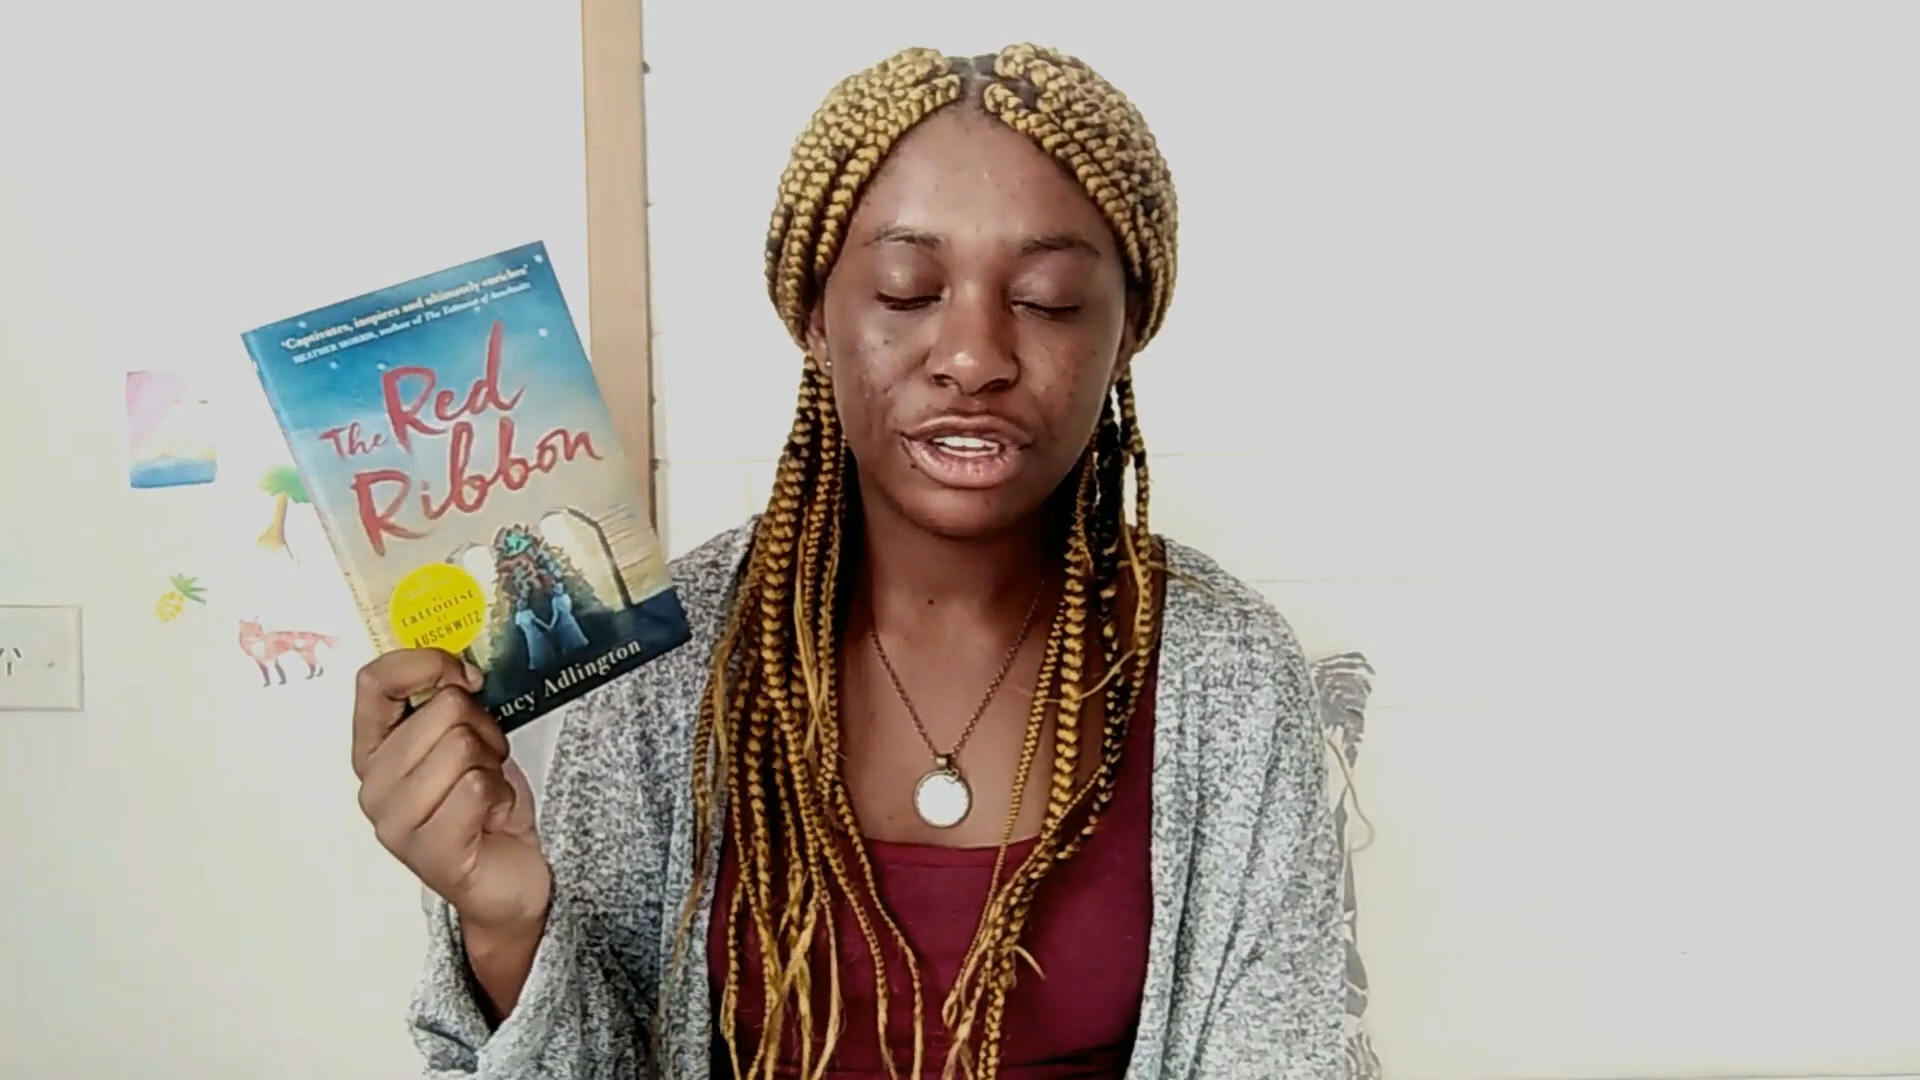 'Captivates, inspires and ultimately enriches'
HEATHER MORRIS, author of The Tattooist of Auschwitz
The Red
Ribbon
TATTOOIST
AUSCHWITZ
Lucy Adlington